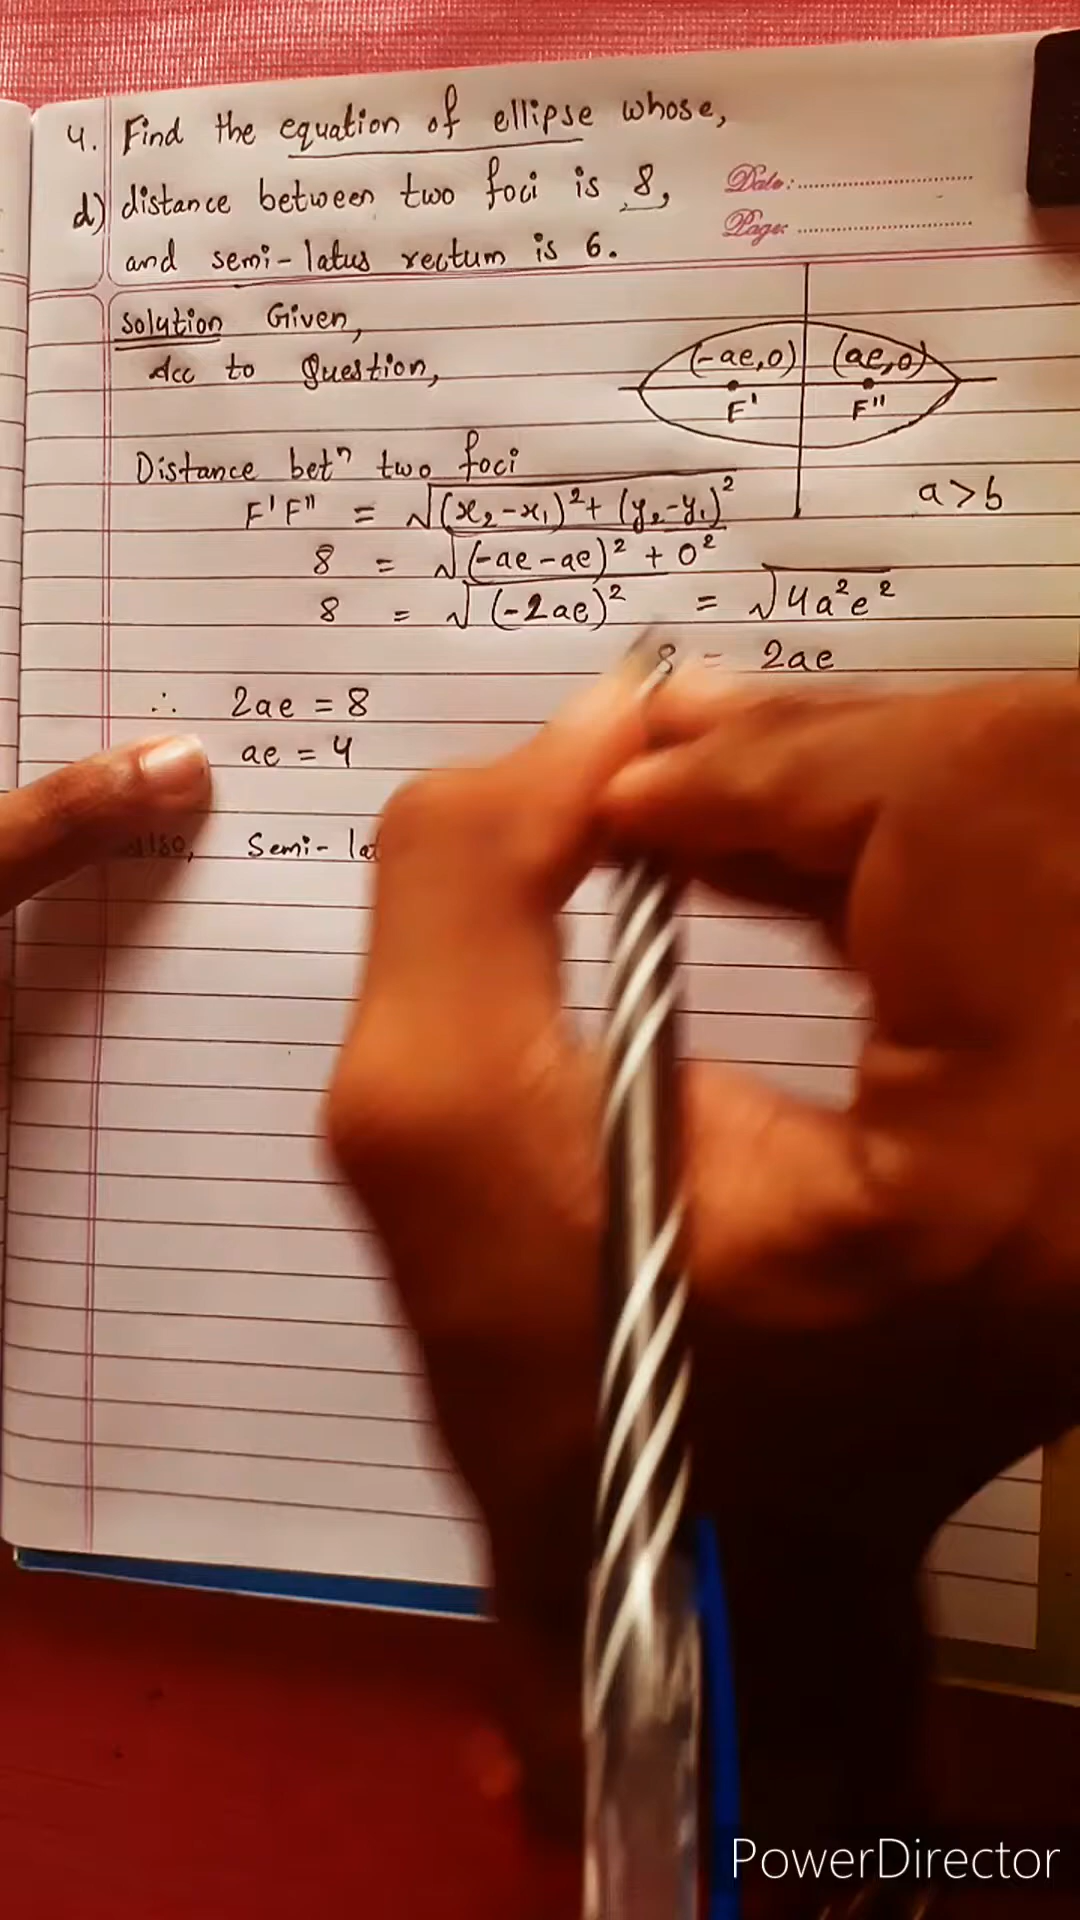 4. Find the equation of ellipse whose,
d) distance between two foci is 8,
and semi-latus rectum is 6.
Date:
Page:
Solution Given,
Acc to Question,
(-ae,0) (ae,0)
F' F"
Distance betⁿ two foci
a>b
F'F" = √(x₂-x₁)²+(y₂-y₁)²
8 = √(-ae-ae)² + 0²
8 = √(-2ae)² = √4a²e²
8 = 2ae
∴ 2ae = 8
ae = 4
Also, Semi-lat
PowerDirector